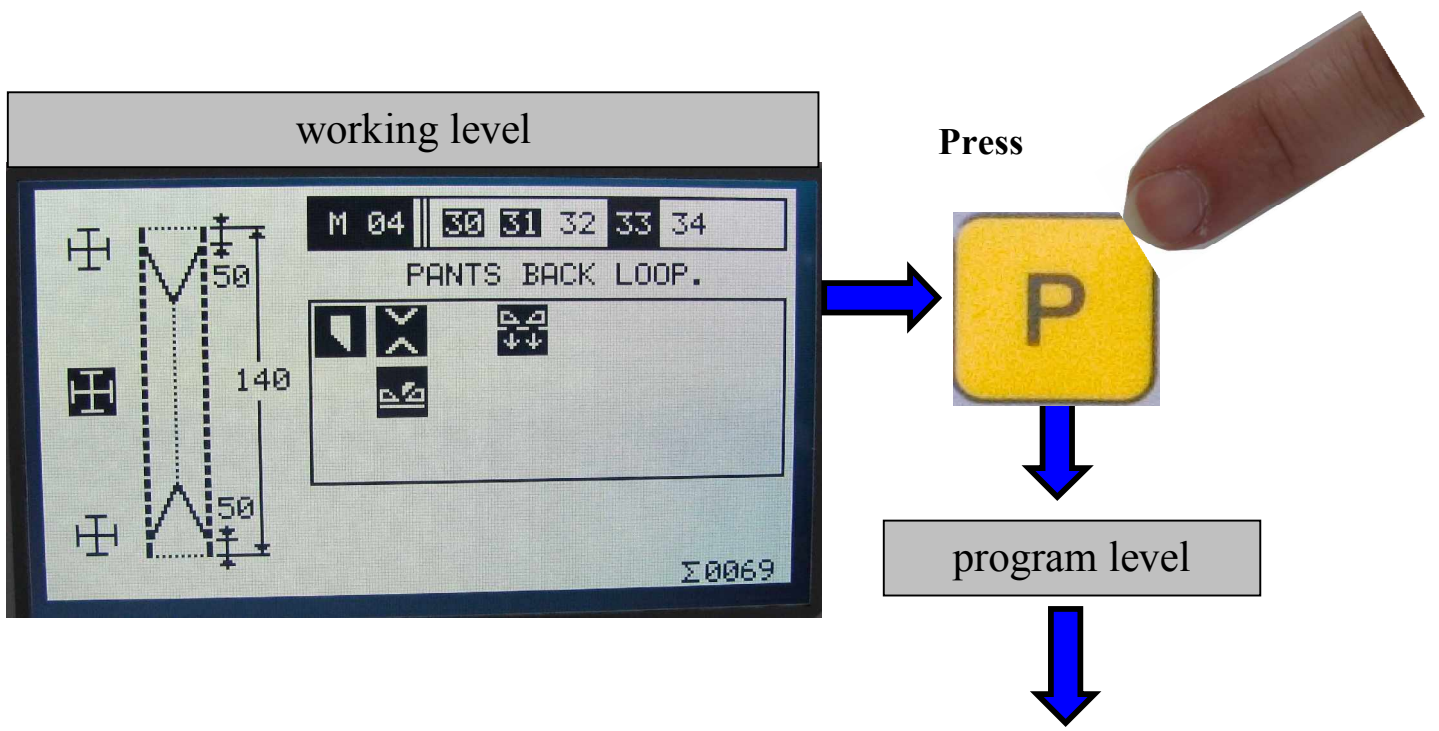 working level
Press
M 04 30 31 32 33 34
PANTS BACK LOOP.
50
140
50
Σ0069
P
program level